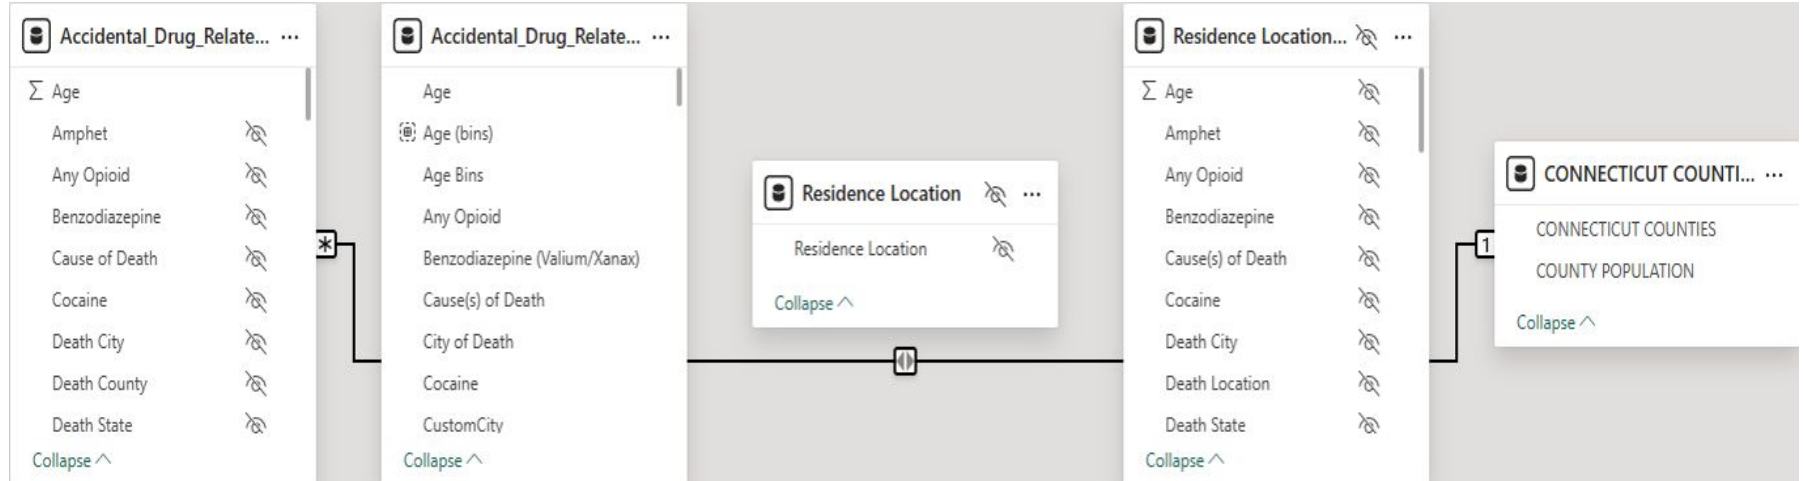 Accidental_Drug_Relate... ...
Σ Age
Amphet
Any Opioid
Benzodiazepine
Cause of Death
Cocaine
Death City
Death County
Death State
Collapse
*
Accidental_Drug_Relate... ...
Age
Age (bins)
Age Bins
Any Opioid
Benzodiazepine (Valium/Xanax)
Cause(s) of Death
City of Death
Cocaine
CustomCity
Collapse
Residence Location ...
Residence Location
Collapse
Residence Location... ...
Σ Age
Amphet
Any Opioid
Benzodiazepine
Cause(s) of Death
Cocaine
Death City
Death Location
Death State
Collapse
1
CONNECTICUT COUNTI... ...
CONNECTICUT COUNTIES
COUNTY POPULATION
Collapse